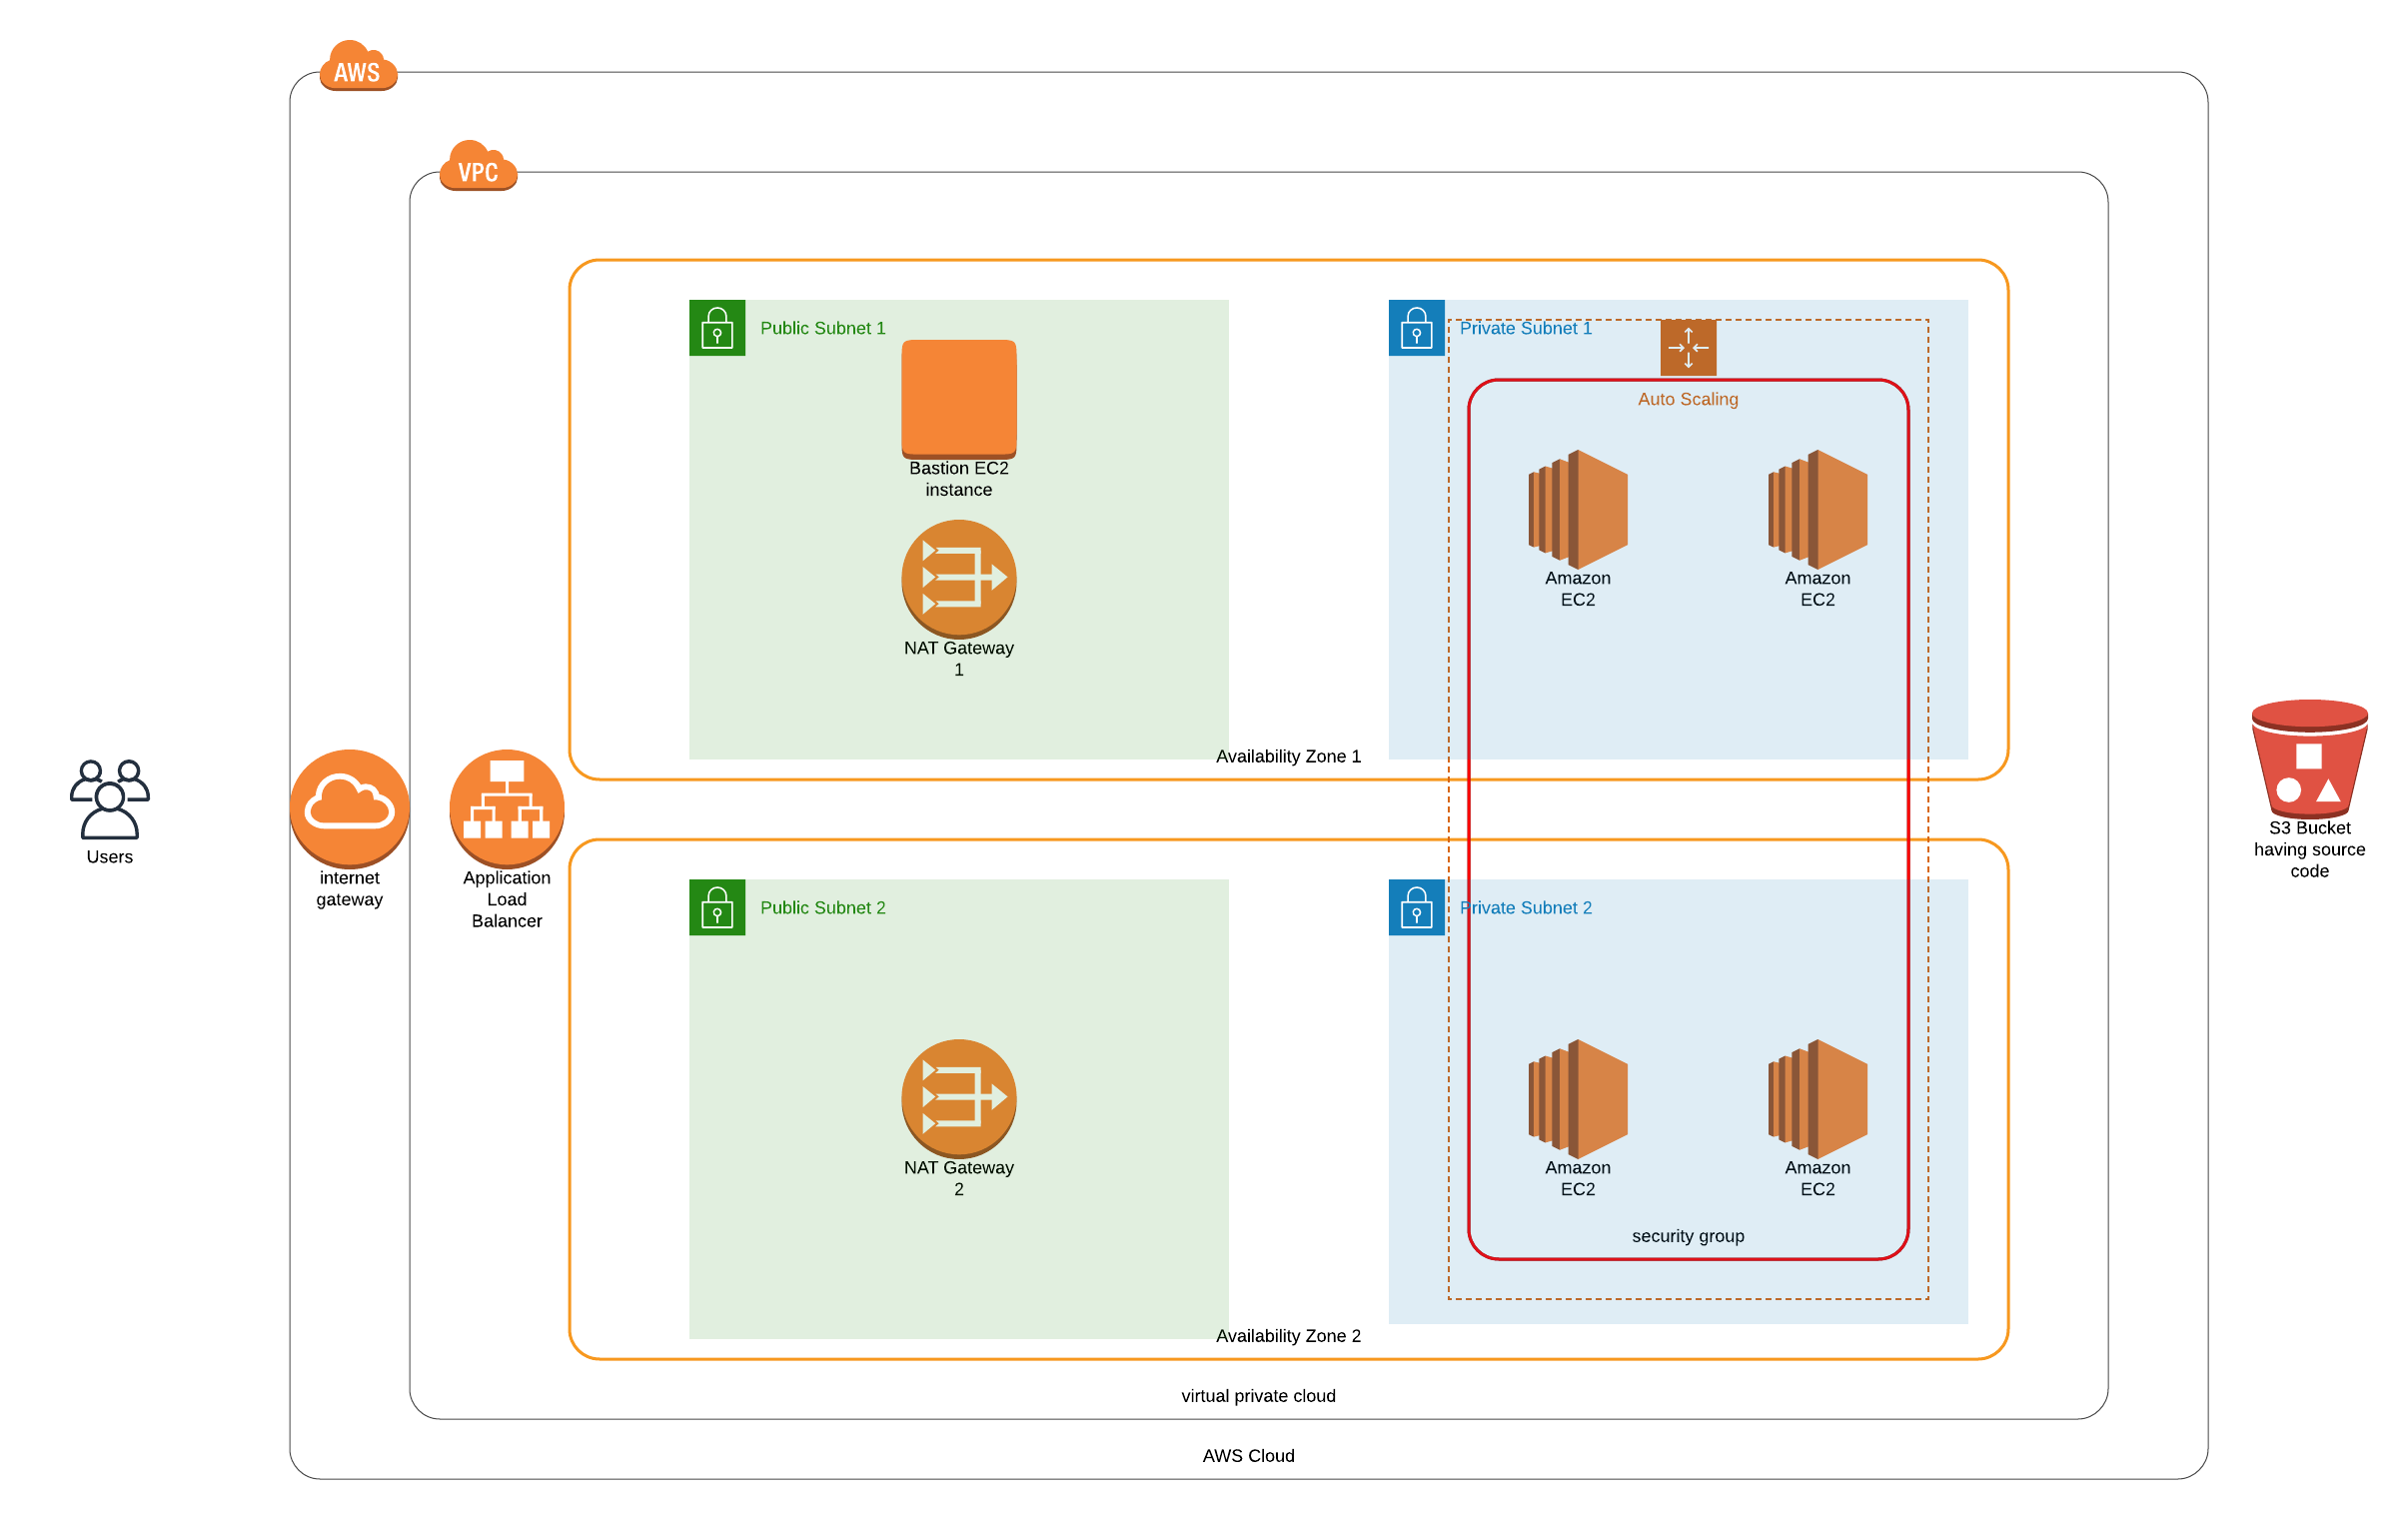 AWS
VPC
Public Subnet 1
Bastion EC2
instance
NAT Gateway
1
Private Subnet 1
Auto Scaling
Amazon
EC2
Amazon
EC2
Availability Zone 1
Users
internet
gateway
Application
Load
Balancer
S3 Bucket
having source
code
Public Subnet 2
NAT Gateway
2
Private Subnet 2
Amazon
EC2
Amazon
EC2
security group
Availability Zone 2
virtual private cloud
AWS Cloud